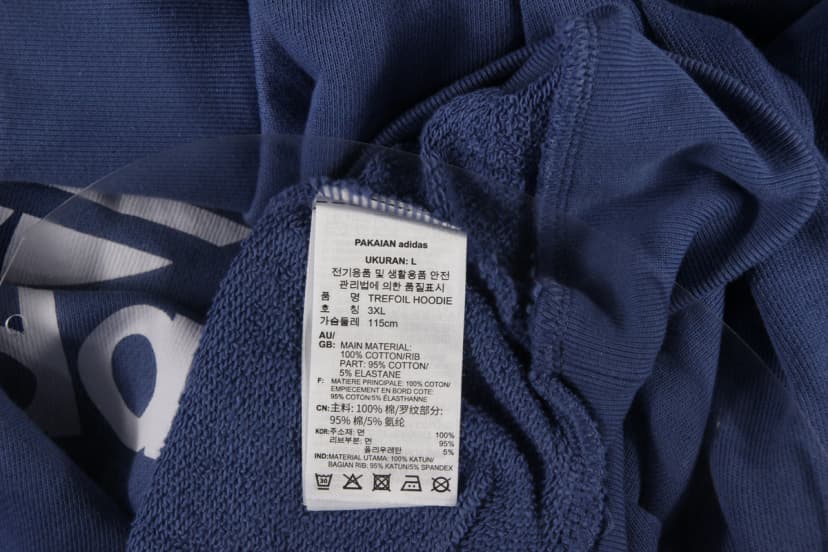 PAKAIAN adidas
UKURAN: L
전기용품 및 생활용품 안전
관리법에 의한 품질표시
품 명 TREFOIL HOODIE
호 칭 3XL
가슴둘레 115cm
AU/
GB: MAIN MATERIAL:
100% COTTON/RIB
PART: 95% COTTON/
5% ELASTANE
F: MATIERE PRINCIPALE: 100% COTON/
EMPIECEMENT EN BORD COTE:
95% COTON/5% ELASTHANNE
CN: 主料: 100% 棉/罗纹部分:
95% 棉/5% 氨纶
KOR: 주소재: 면 100%
리브부분: 면 95%
폴리우레탄 5%
IND: MATERIAL UTAMA: 100% KATUN/
BAGIAN RIB: 95% KATUN/5% SPANDEX
30